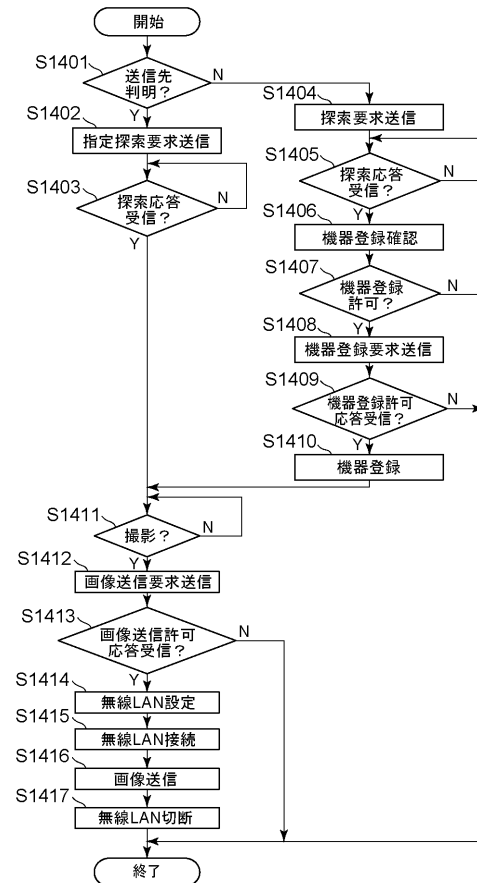 開始
S1401
送信先
判明？
N
Y
S1402
指定探索要求送信
S1403
探索応答
受信？
N
Y
S1404
探索要求送信
S1405
探索応答
受信？
N
Y
S1406
機器登録確認
S1407
機器登録
許可？
N
Y
S1408
機器登録要求送信
S1409
機器登録許可
応答受信？
N
Y
S1410
機器登録
S1411
撮影？
N
Y
S1412
画像送信要求送信
S1413
画像送信許可
応答受信？
N
Y
S1414
無線LAN設定
S1415
無線LAN接続
S1416
画像送信
S1417
無線LAN切断
終了